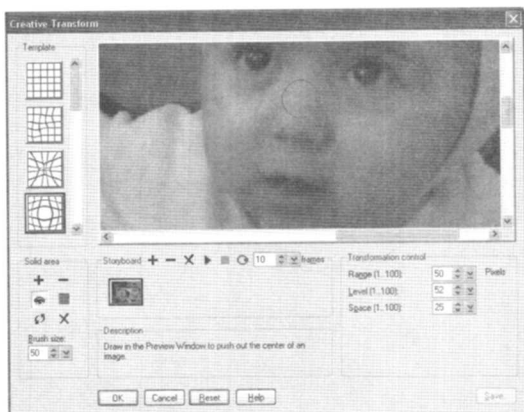 Creative Transform
Template
Solid area
Brush size:
50
Storyboard
10
frames
Description
Draw in the Preview Window to push out the center of an
image.
Transformation control
Range (1..100):
50
Pixels
Level (1..100):
52
Space (1..100):
25
OK
Cancel
Reset
Help
Save